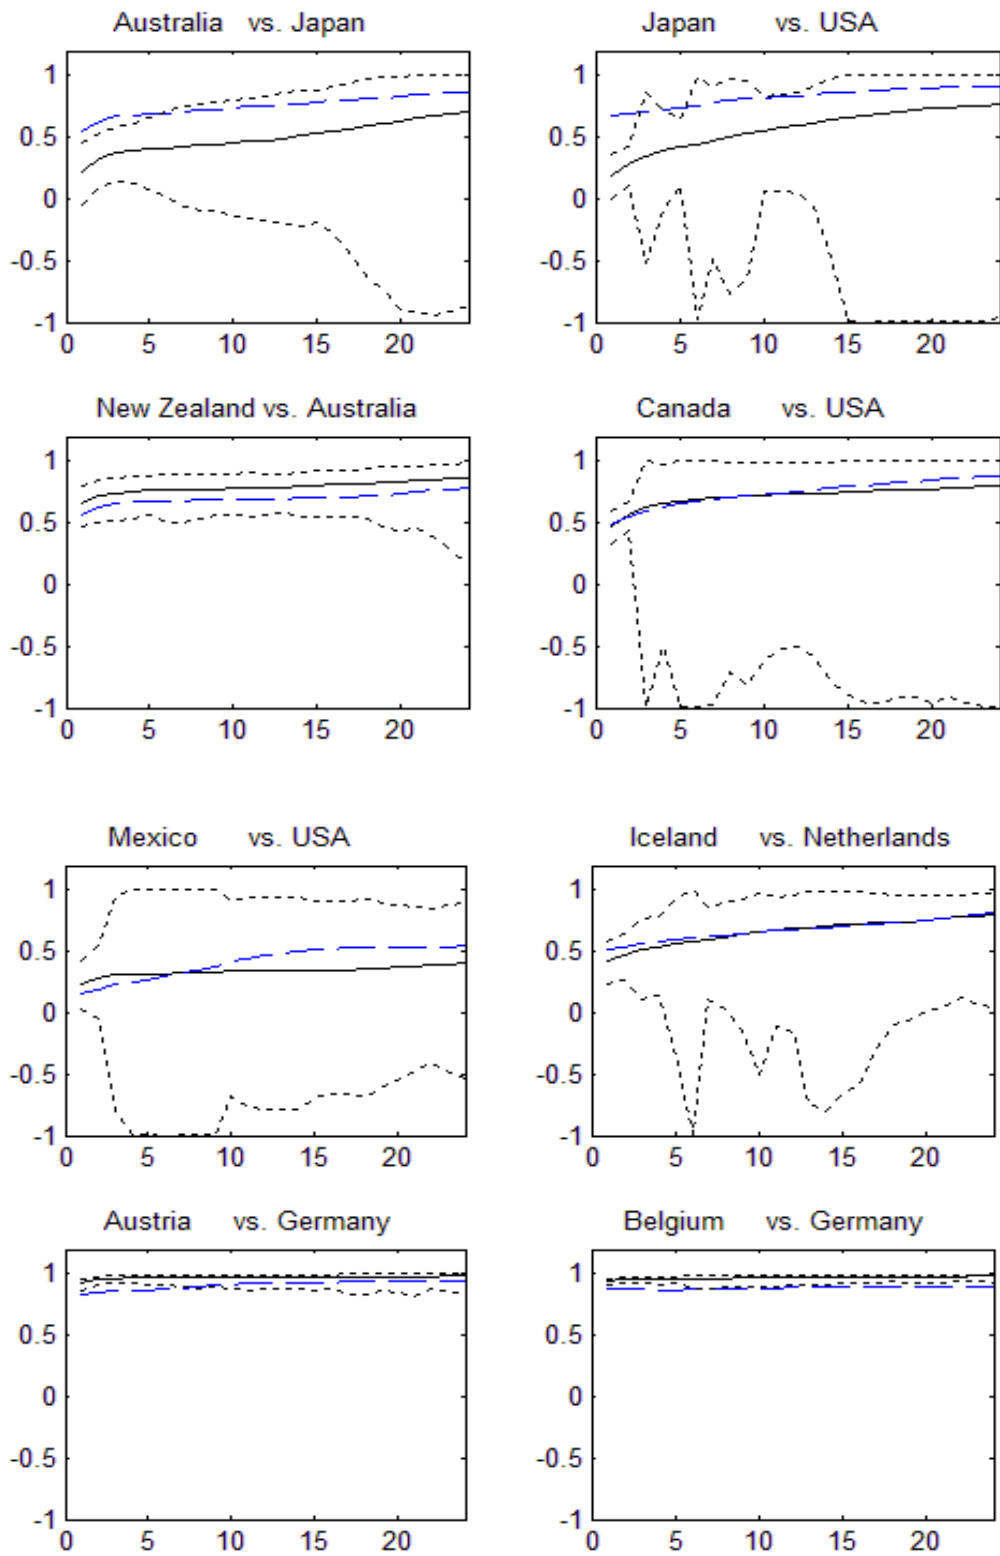 Australia vs. Japan
1
0.5
0
-0.5
-1
0 5 10 15 20
Japan vs. USA
1
0.5
0
-0.5
-1
0 5 10 15 20
New Zealand vs. Australia
1
0.5
0
-0.5
-1
0 5 10 15 20
Canada vs. USA
1
0.5
0
-0.5
-1
0 5 10 15 20
Mexico vs. USA
1
0.5
0
-0.5
-1
0 5 10 15 20
Iceland vs. Netherlands
1
0.5
0
-0.5
-1
0 5 10 15 20
Austria vs. Germany
1
0.5
0
-0.5
-1
0 5 10 15 20
Belgium vs. Germany
1
0.5
0
-0.5
-1
0 5 10 15 20